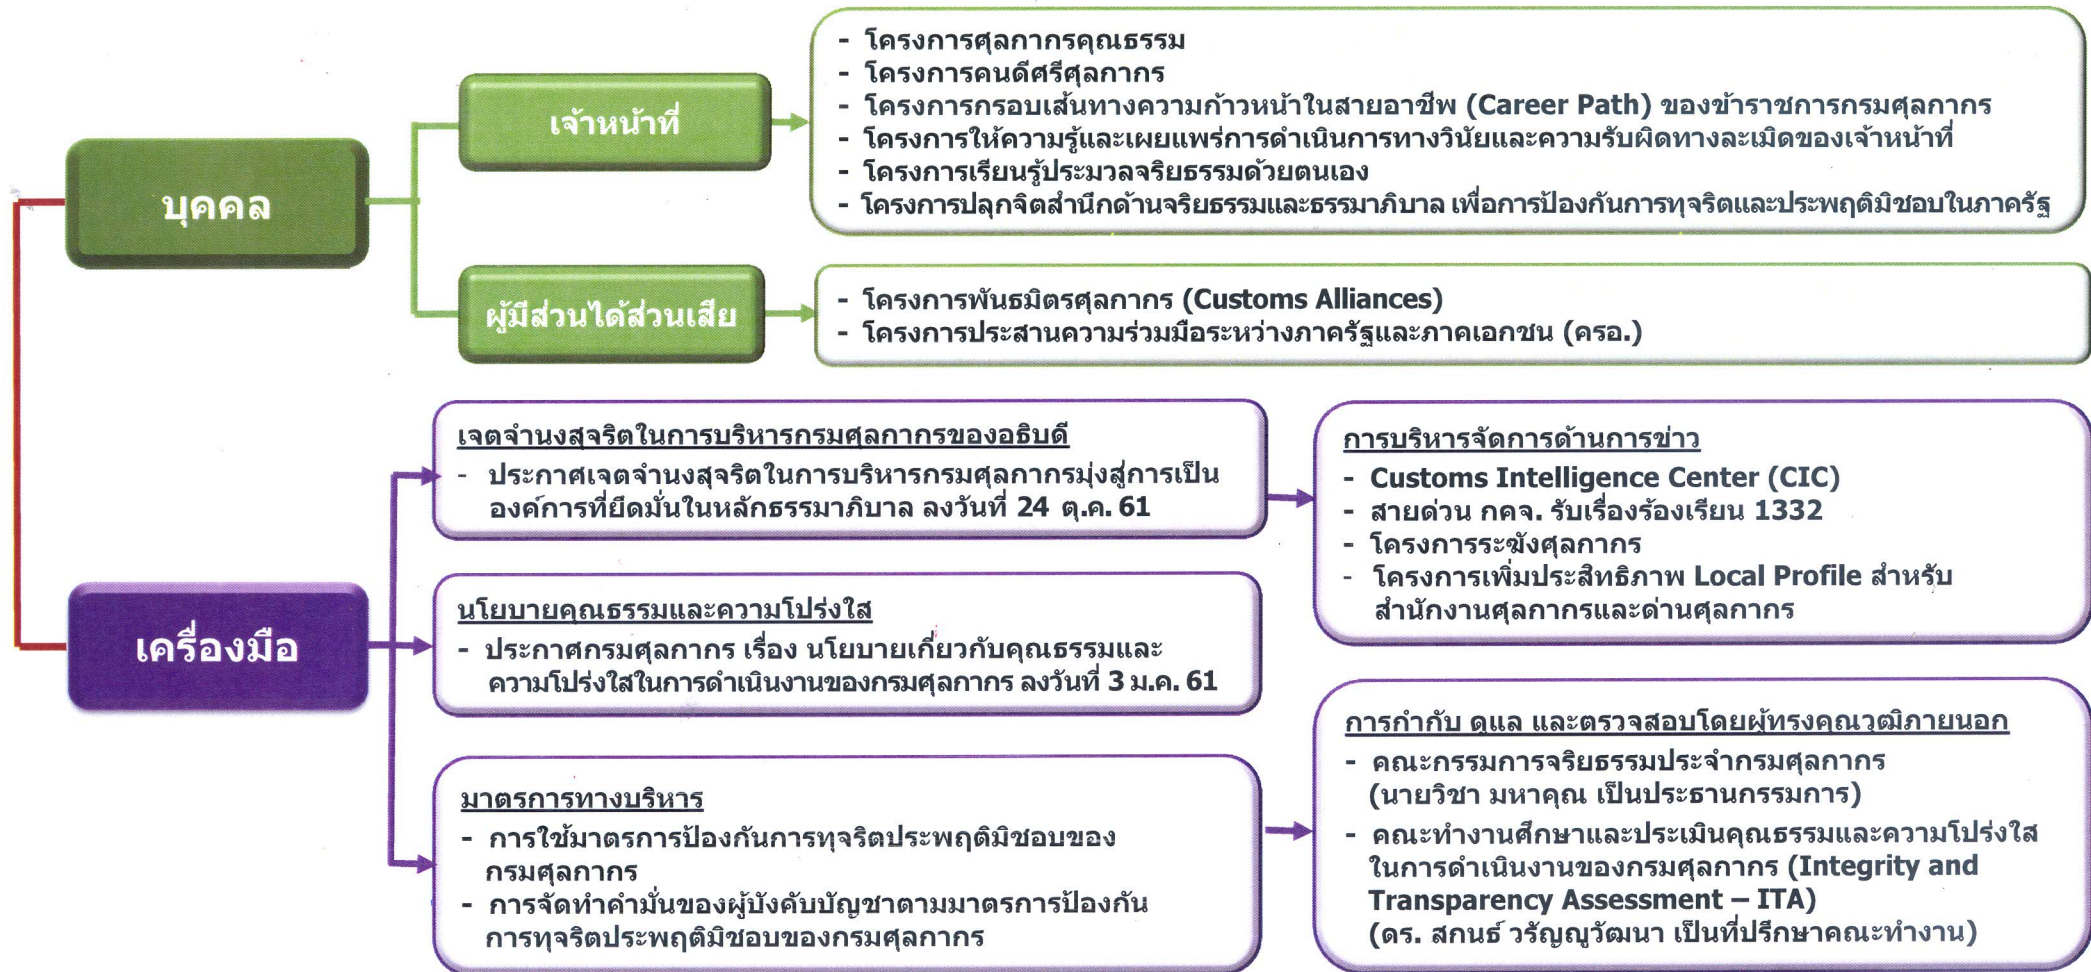 บุคคล
เจ้าหน้าที่
- โครงการศุลกากรคุณธรรม
- โครงการคนดีศรีศุลกากร
- โครงการกรอบเส้นทางความก้าวหน้าในสายอาชีพ (Career Path) ของข้าราชการกรมศุลกากร
- โครงการให้ความรู้และเผยแพร่การดำเนินการทางวินัยและความรับผิดทางละเมิดของเจ้าหน้าที่
- โครงการเรียนรู้ประมวลจริยธรรมด้วยตนเอง
- โครงการปลุกจิตสำนึกด้านจริยธรรมและธรรมาภิบาล เพื่อการป้องกันการทุจริตและประพฤติมิชอบในภาครัฐ
ผู้มีส่วนได้ส่วนเสีย
- โครงการพันธมิตรศุลกากร (Customs Alliances)
- โครงการประสานความร่วมมือระหว่างภาครัฐและภาคเอกชน (ครอ.)
เครื่องมือ
เจตจำนงสุจริตในการบริหารกรมศุลกากรของอธิบดี
- ประกาศเจตจำนงสุจริตในการบริหารกรมศุลกากรมุ่งสู่การเป็น
องค์การที่ยึดมั่นในหลักธรรมาภิบาล ลงวันที่ 24 ต.ค. 61
นโยบายคุณธรรมและความโปร่งใส
- ประกาศกรมศุลกากร เรื่อง นโยบายเกี่ยวกับคุณธรรมและ
ความโปร่งใสในการดำเนินงานของกรมศุลกากร ลงวันที่ 3 ม.ค. 61
มาตรการทางบริหาร
- การใช้มาตรการป้องกันการทุจริตประพฤติมิชอบของ
กรมศุลกากร
- การจัดทำคำมั่นของผู้บังคับบัญชาตามมาตรการป้องกัน
การทุจริตประพฤติมิชอบของกรมศุลกากร
การบริหารจัดการด้านการข่าว
- Customs Intelligence Center (CIC)
- สายด่วน กคจ. รับเรื่องร้องเรียน 1332
- โครงการระฆังศุลกากร
- โครงการเพิ่มประสิทธิภาพ Local Profile สำหรับ
สำนักงานศุลกากรและด่านศุลกากร
การกำกับ ดูแล และตรวจสอบโดยผู้ทรงคุณวุฒิภายนอก
- คณะกรรมการจริยธรรมประจำกรมศุลกากร
(นายวิชา มหาคุณ เป็นประธานกรรมการ)
- คณะทำงานศึกษาและประเมินคุณธรรมและความโปร่งใส
ในการดำเนินงานของกรมศุลกากร (Integrity and
Transparency Assessment – ITA)
(ดร. สกนธ์ วรัญญูวัฒนา เป็นที่ปรึกษาคณะทำงาน)